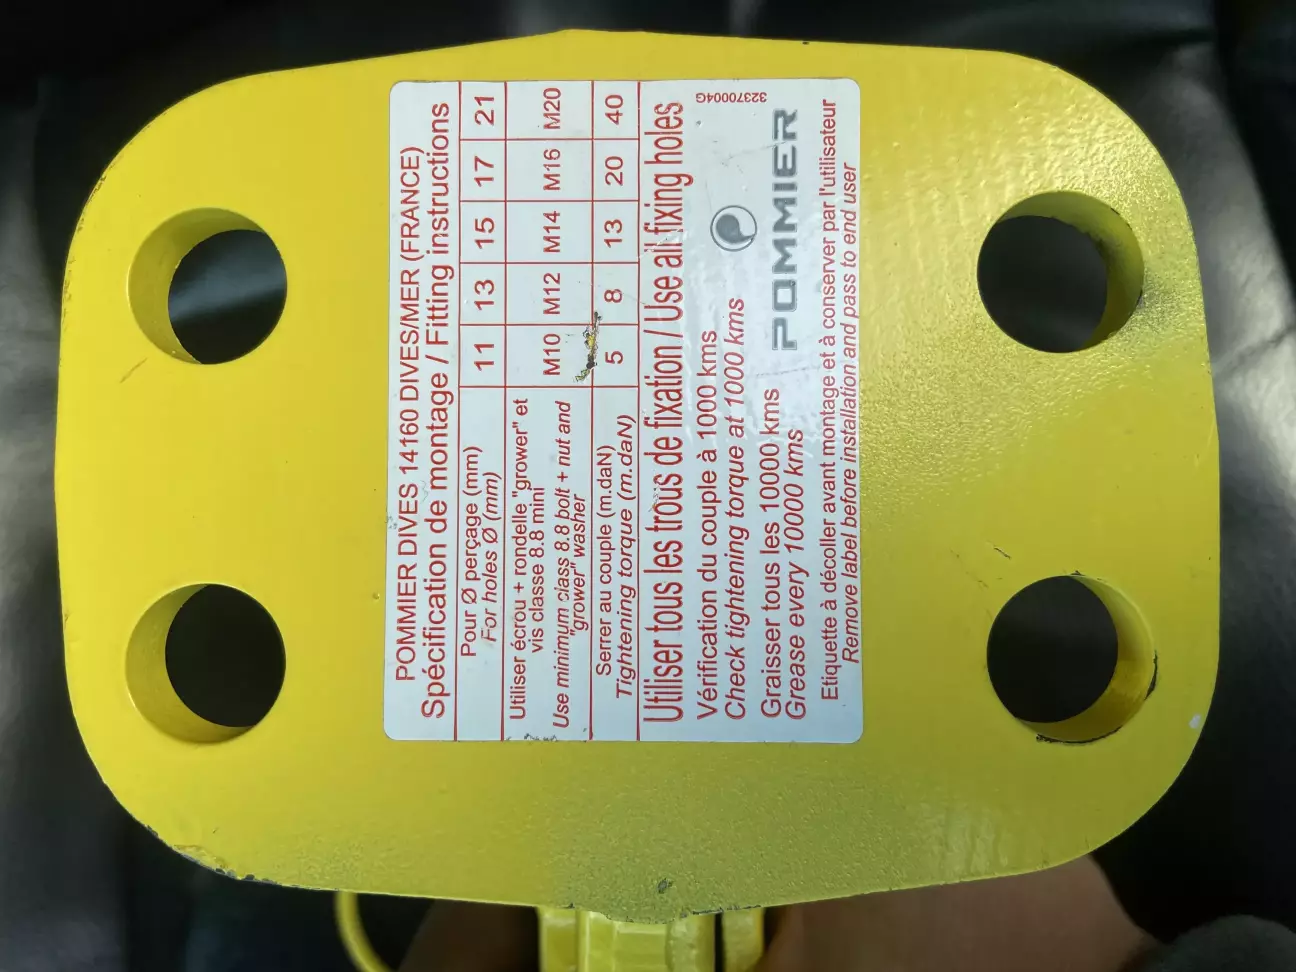 POMMIER DIVES 14160 DIVES/MER (FRANCE)
Spécification de montage / Fitting instructions
Pour Ø perçage (mm)
For holes Ø (mm)
11 13 15 17 21
Utiliser écrou + rondelle "grower" et
vis classe 8.8 mini
Use minimum class 8.8 bolt + nut and
"grower" washer
M10 M12 M14 M16 M20
Serrer au couple (m.daN)
Tightening torque (m.daN)
5 8 13 20 40
Utiliser tous les trous de fixation / Use all fixing holes
Vérification du couple à 1000 kms
Check tightening torque at 1000 kms
Graisser tous les 10000 kms
Grease every 10000 kms
32370004G
POMMIER
Etiquette à décoller avant montage et à conserver par l'utilisateur
Remove label before installation and pass to end user